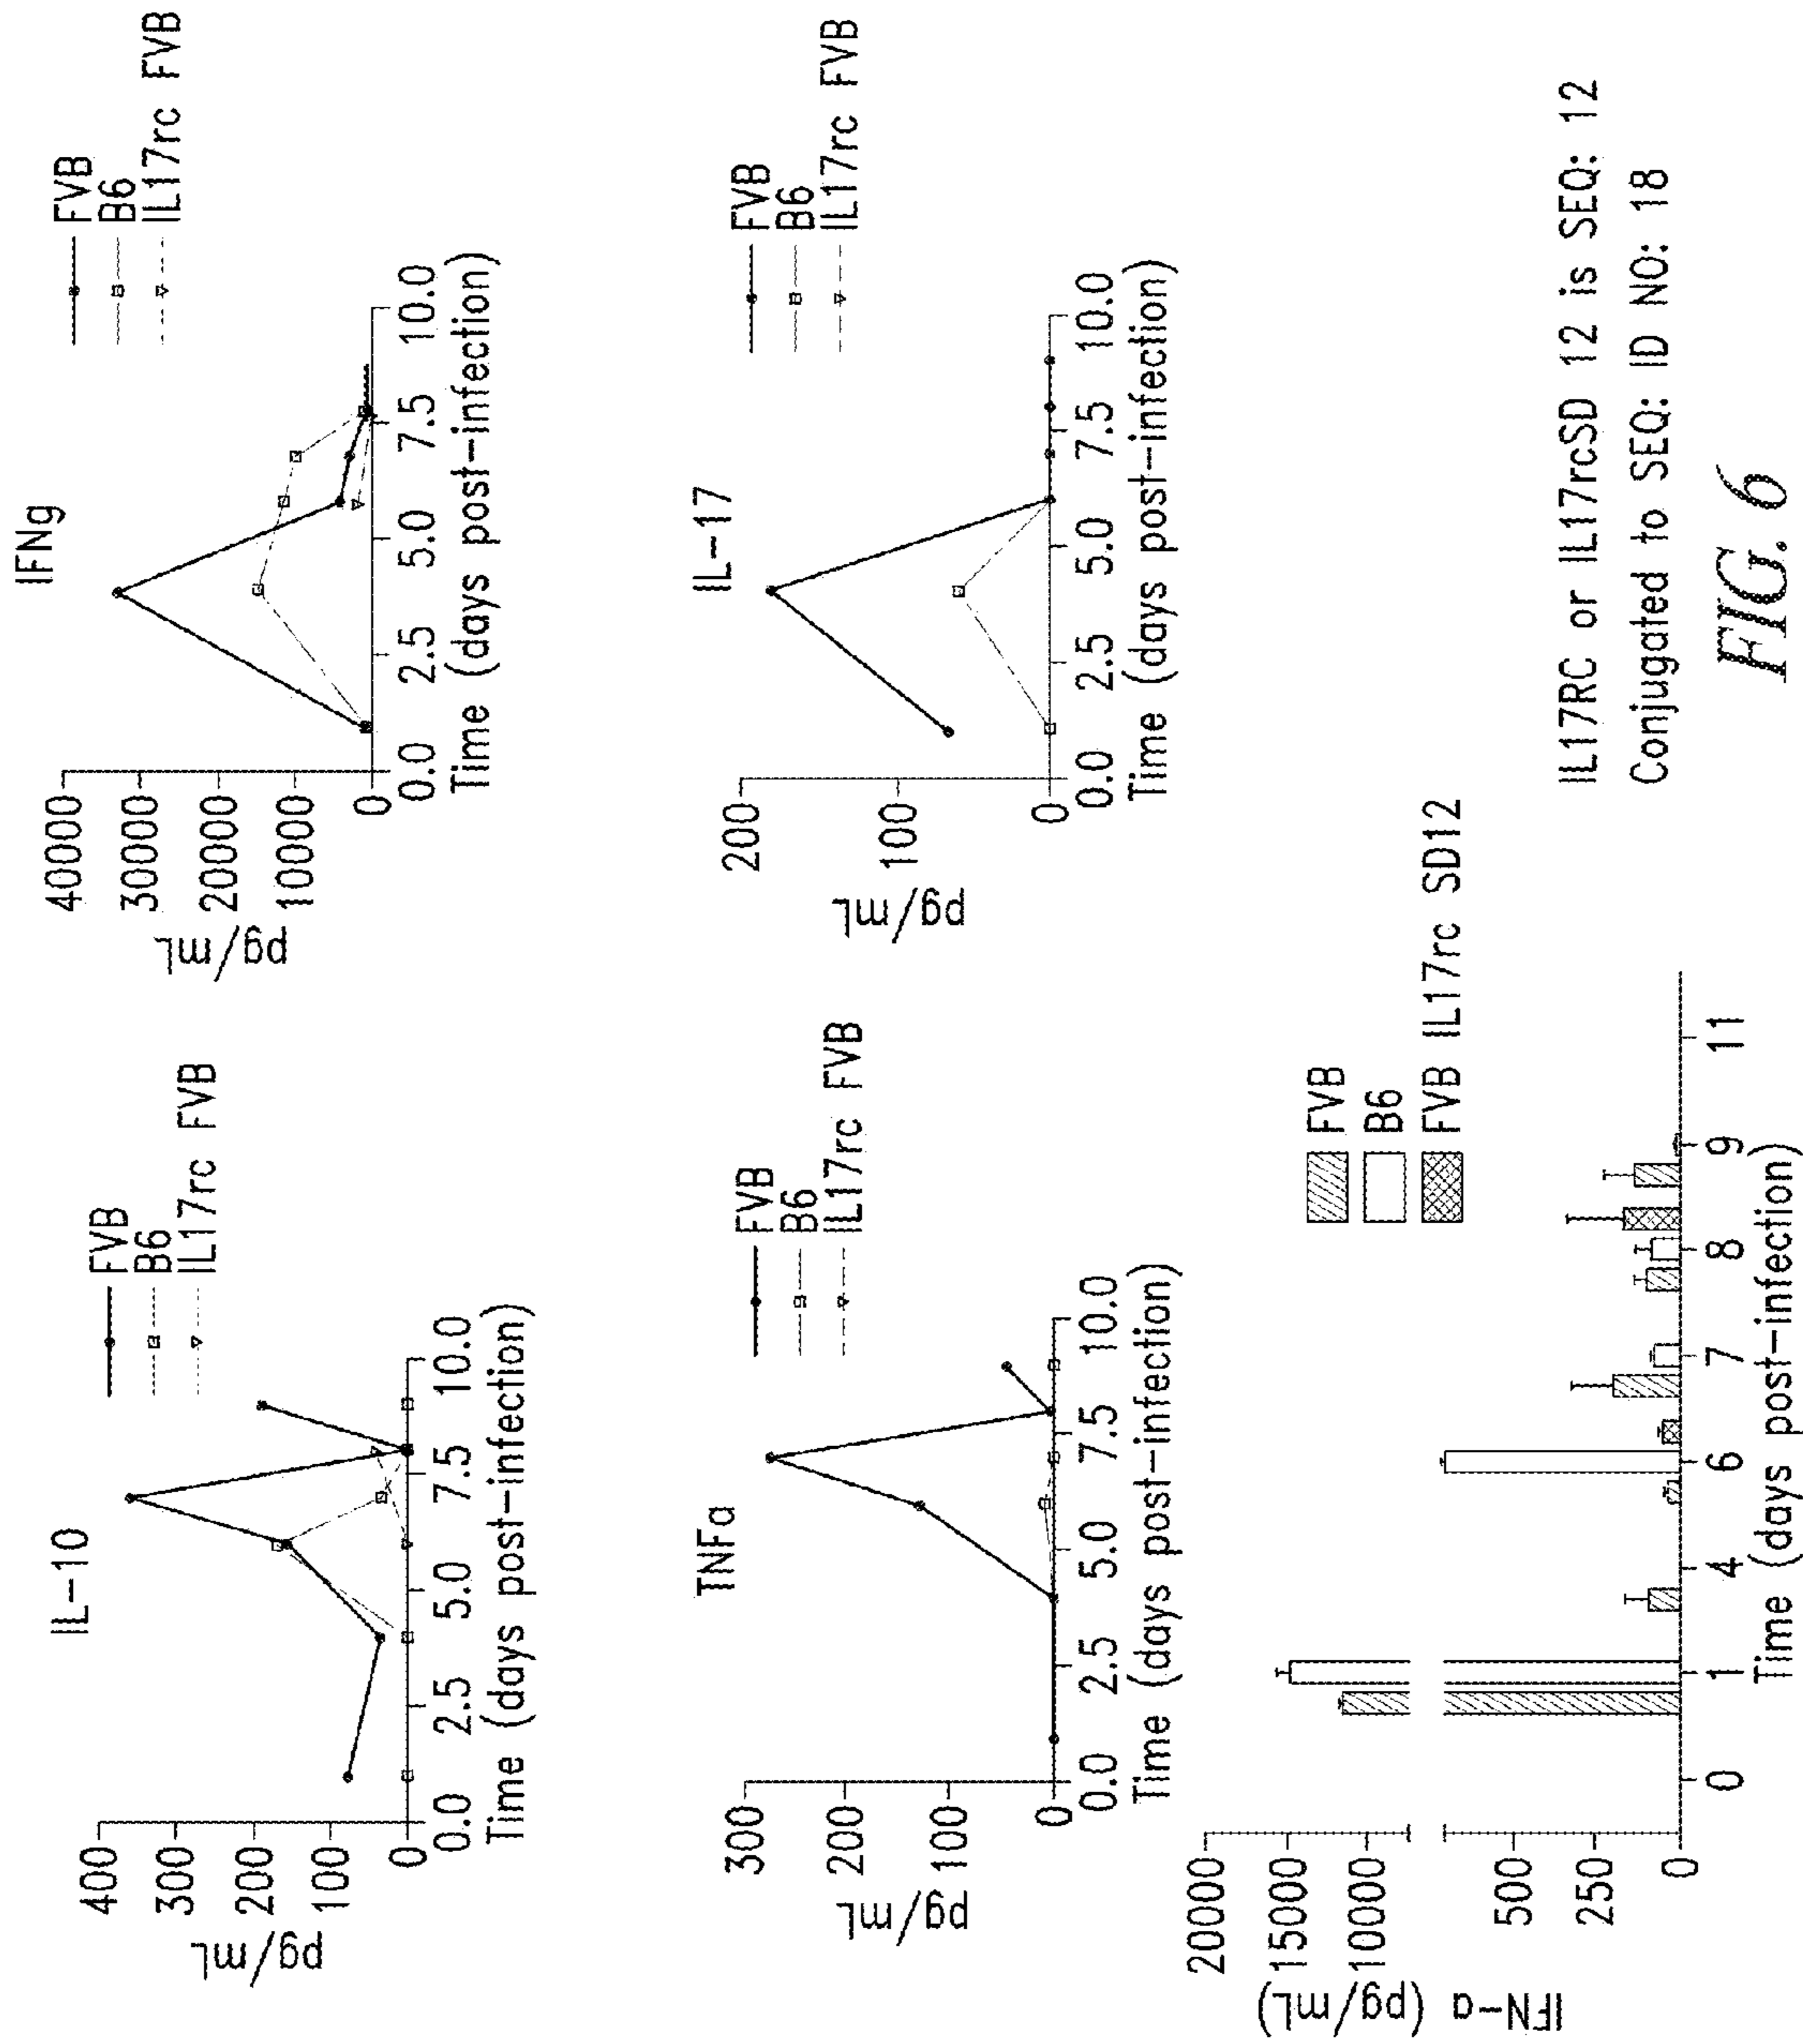 IL-10
FVB
B6
IL17rc FVB
400
300
200
100
0
pg/mL
0.0 2.5 5.0 7.5 10.0
Time (days post-infection)
IFNg
FVB
B6
IL17rc FVB
40000
30000
20000
10000
0
pg/mL
0.0 2.5 5.0 7.5 10.0
Time (days post-infection)
TNFa
FVB
B6
IL17rc FVB
300
200
100
0
pg/mL
0.0 2.5 5.0 7.5 10.0
Time (days post-infection)
IL-17
FVB
B6
IL17rc FVB
200
100
0
pg/mL
0.0 2.5 5.0 7.5 10.0
Time (days post-infection)
FVB
B6
FVB IL17rc SD12
20000
15000
10000
500
250
0
IFN-a (pg/mL)
0 1 4 6 7 8 9 11
Time (days post-infection)
IL17RC or IL17rcSD 12 is SEQ: 12
Conjugated to SEQ: ID NO: 18
FIG. 6